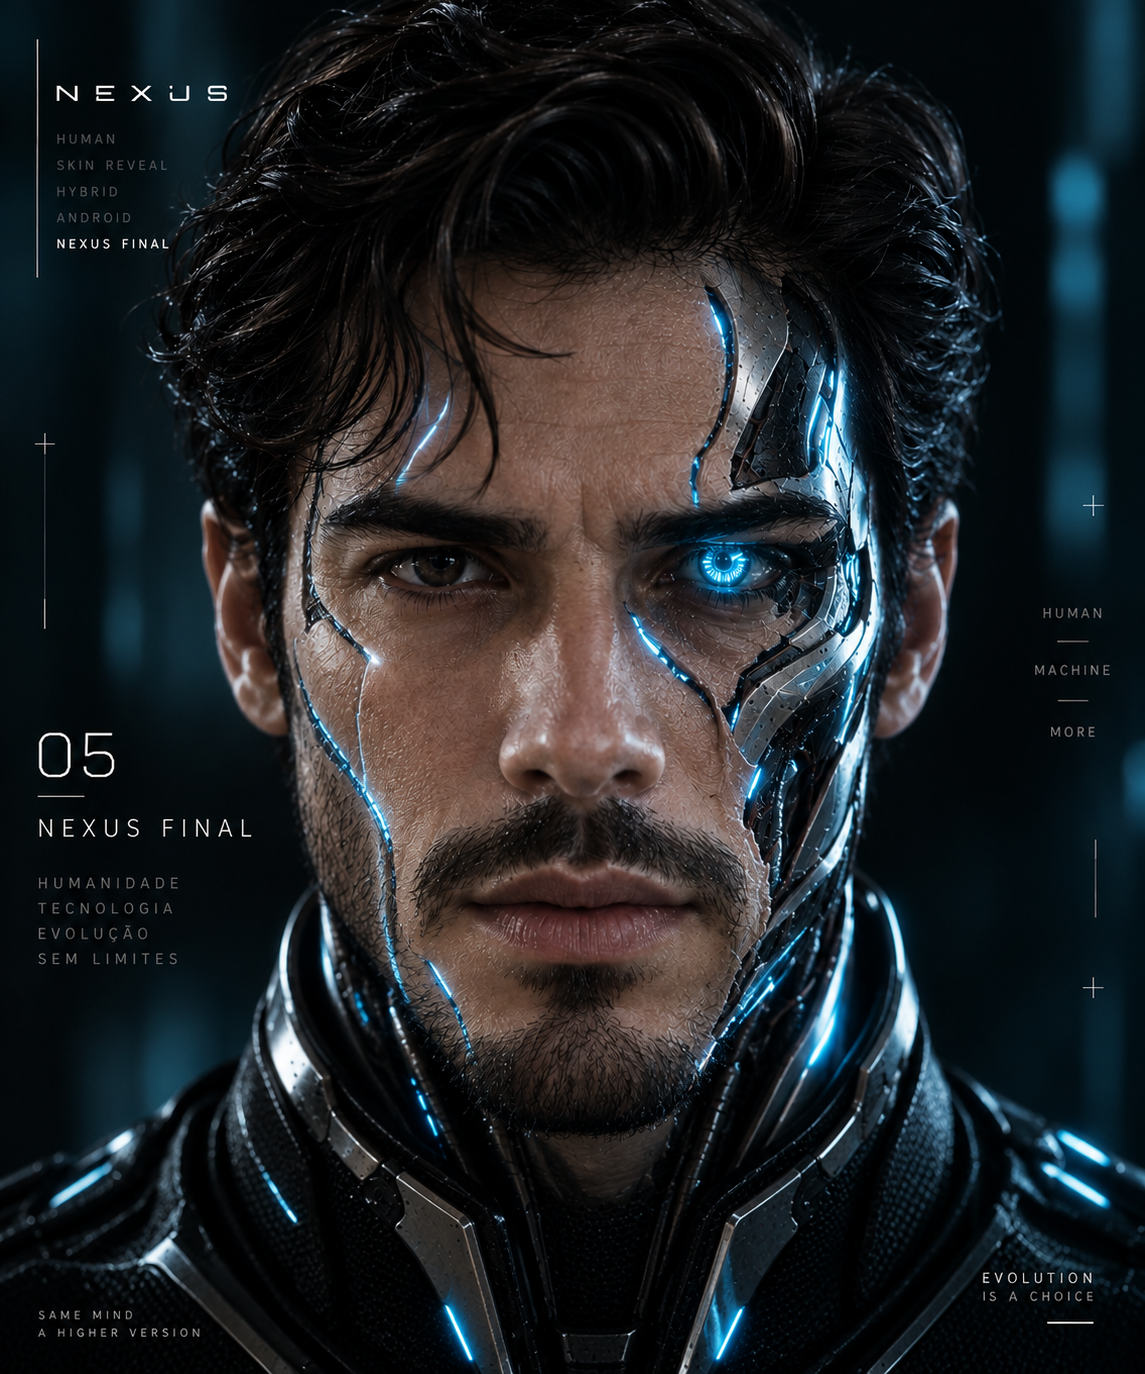 NEXUS
HUMAN
SKIN REVEAL
HYBRID
ANDROID
NEXUS FINAL
HUMAN
MACHINE
MORE
05
NEXUS FINAL
HUMANIDADE
TECNOLOGIA
EVOLUÇÃO
SEM LIMITES
EVOLUTION
IS A CHOICE
SAME MIND
A HIGHER VERSION